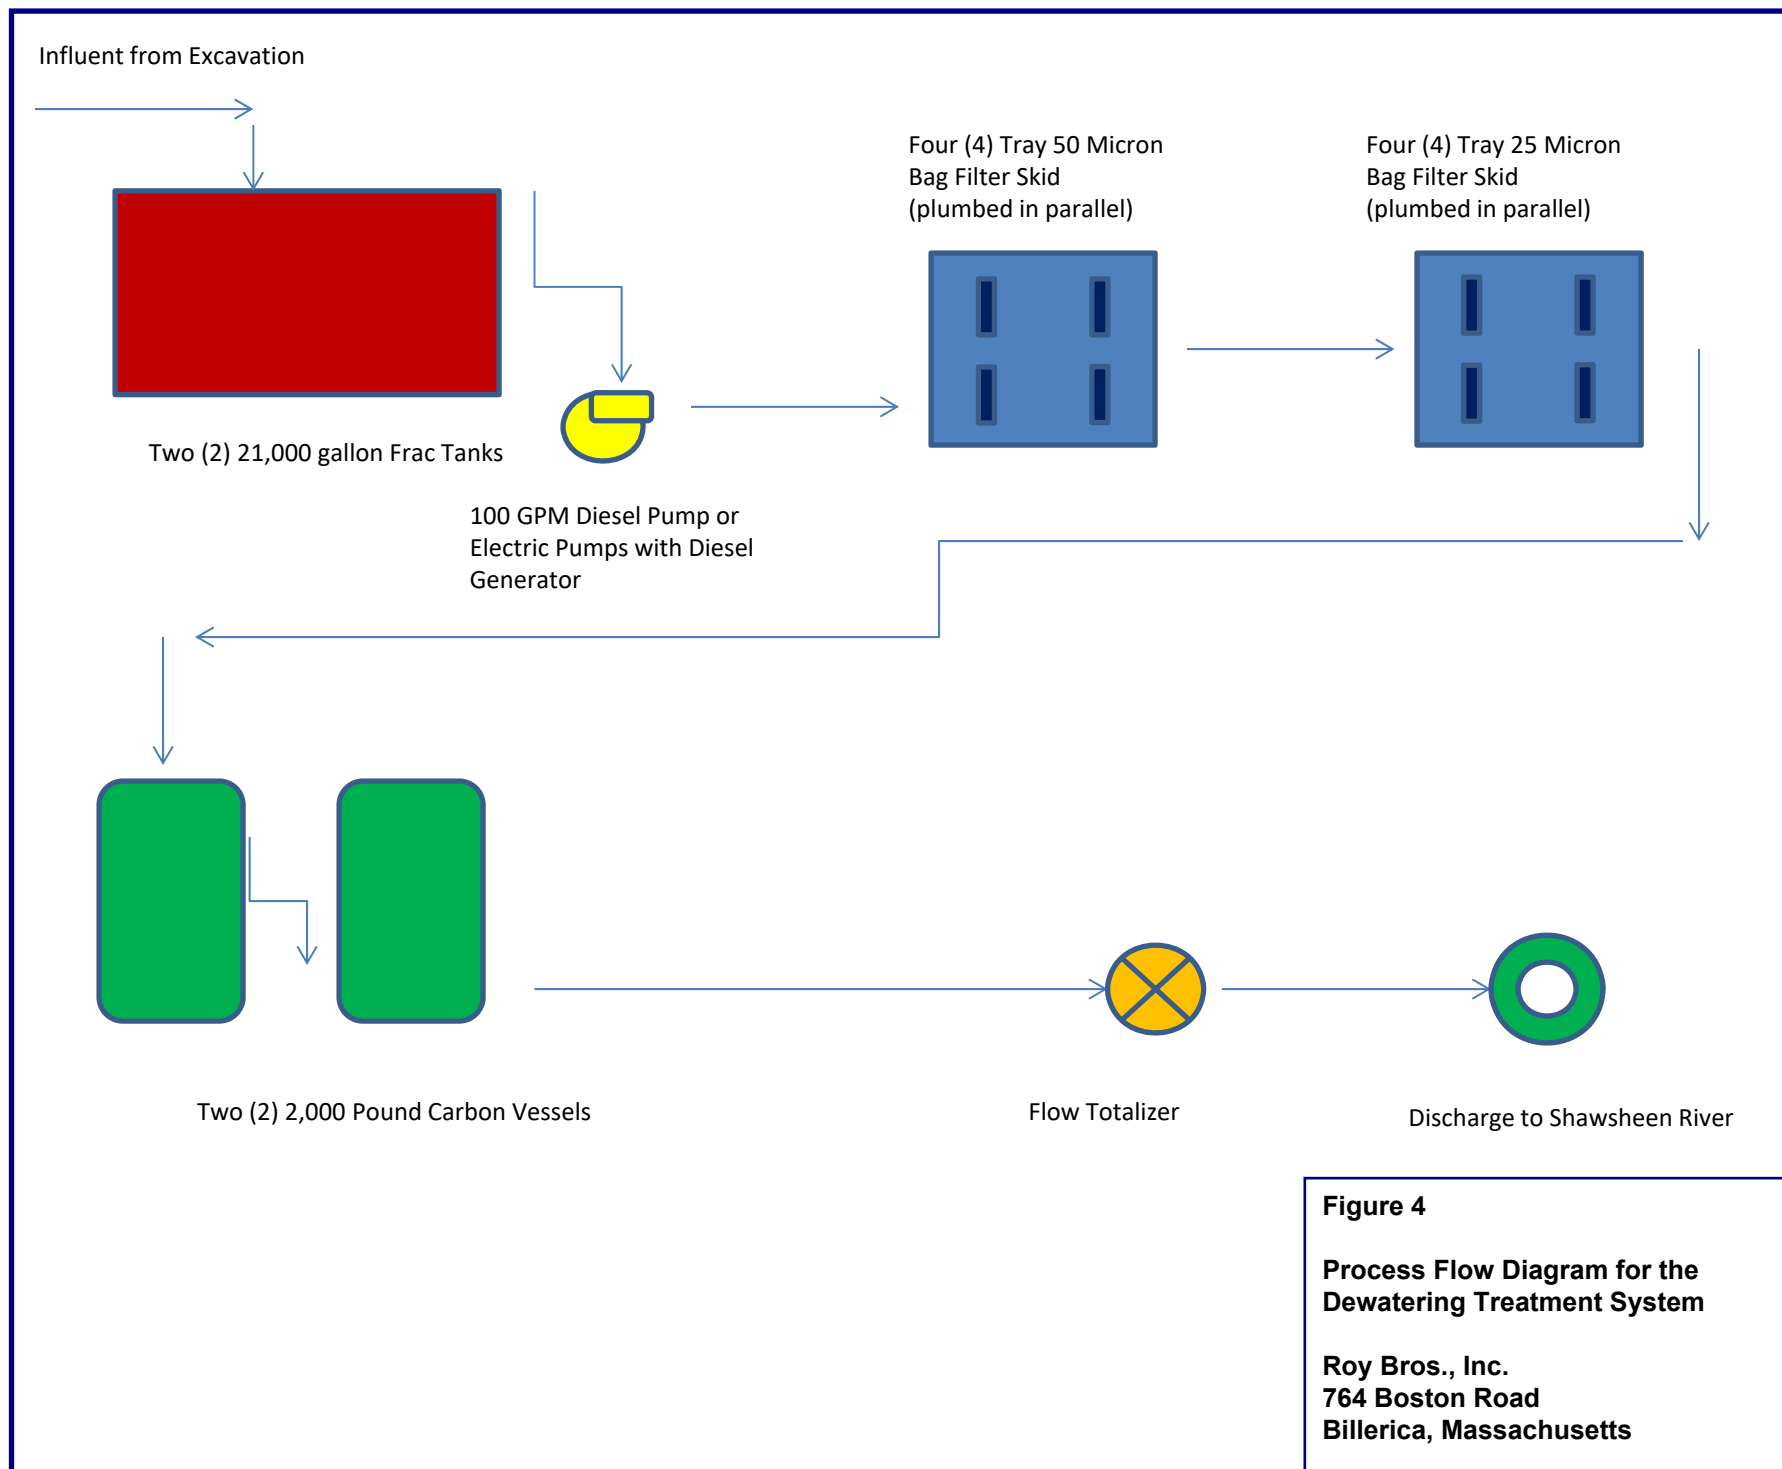 Influent from Excavation
Four (4) Tray 50 Micron
Bag Filter Skid
(plumbed in parallel)
Four (4) Tray 25 Micron
Bag Filter Skid
(plumbed in parallel)
Two (2) 21,000 gallon Frac Tanks
100 GPM Diesel Pump or
Electric Pumps with Diesel
Generator
Two (2) 2,000 Pound Carbon Vessels
Flow Totalizer
Discharge to Shawsheen River
Figure 4
Process Flow Diagram for the
Dewatering Treatment System
Roy Bros., Inc.
764 Boston Road
Billerica, Massachusetts